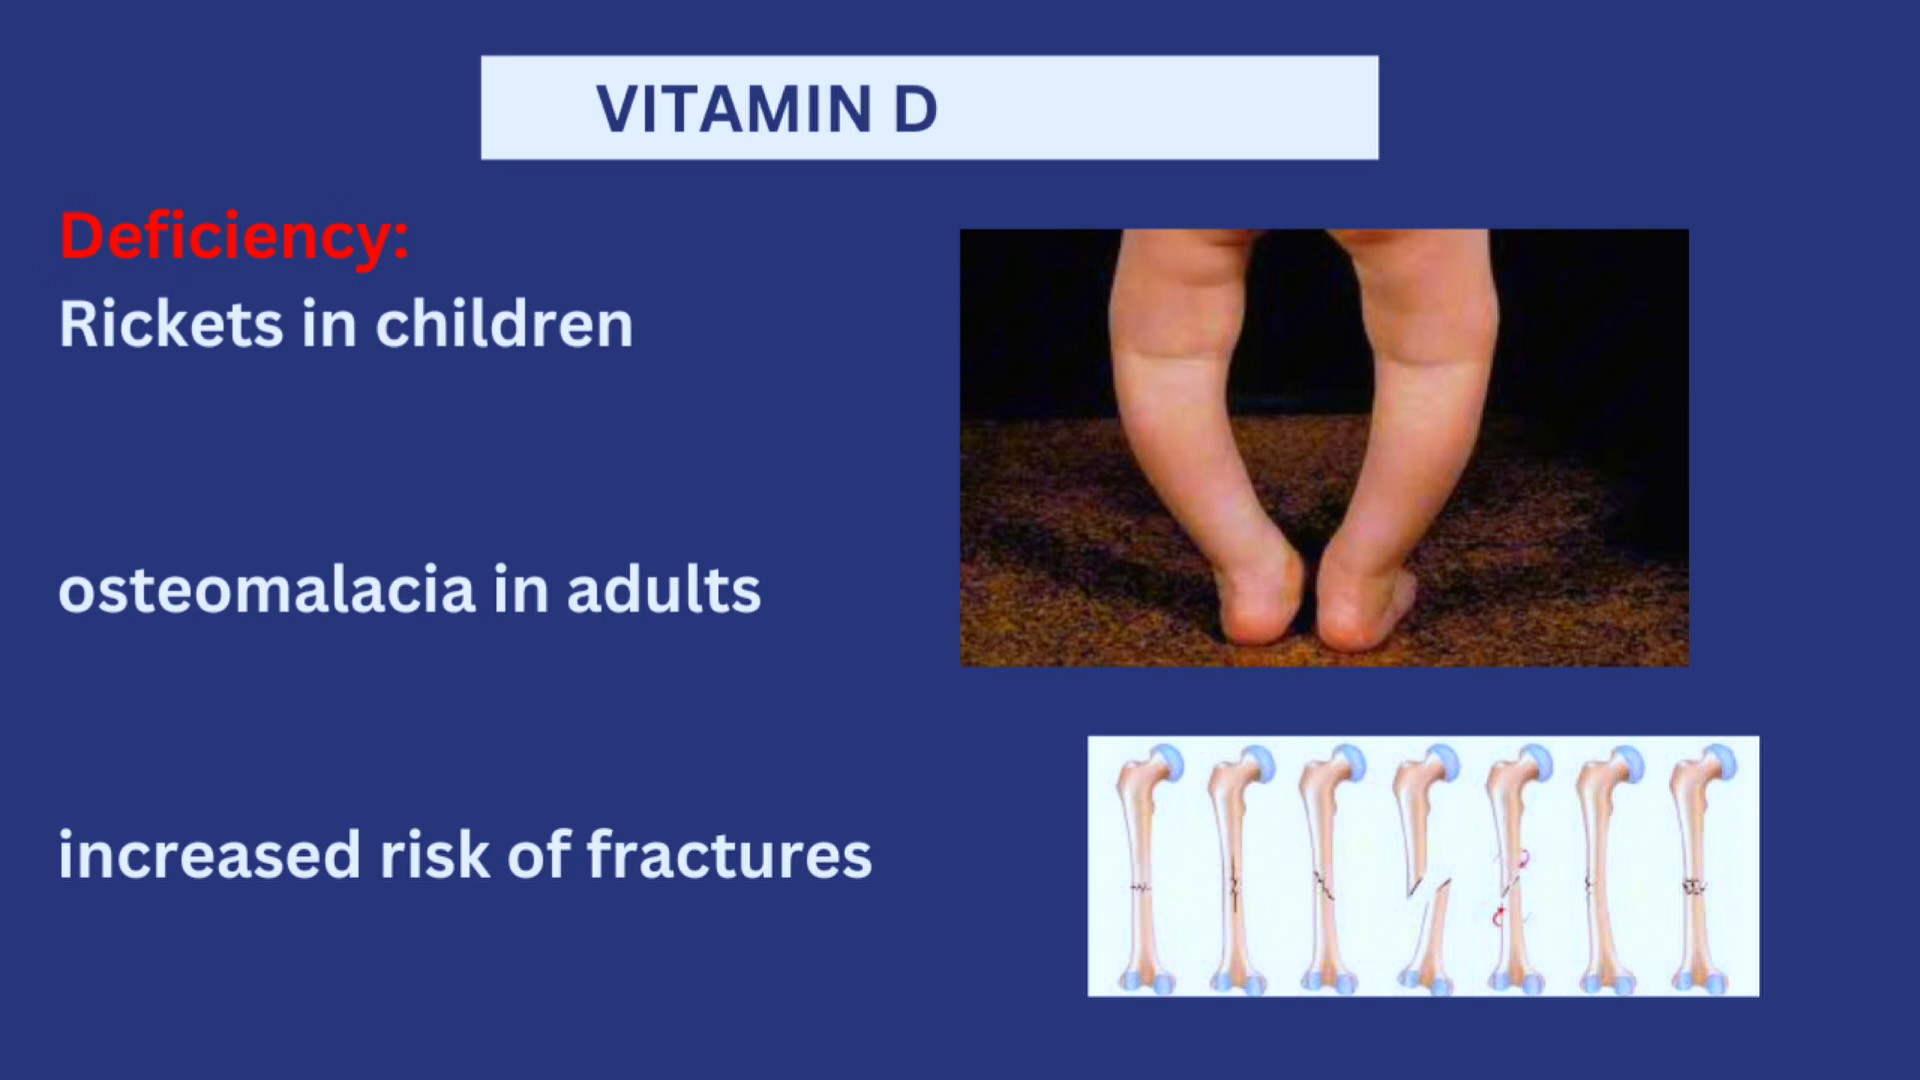 VITAMIN D
Deficiency:
Rickets in children
osteomalacia in adults
increased risk of fractures